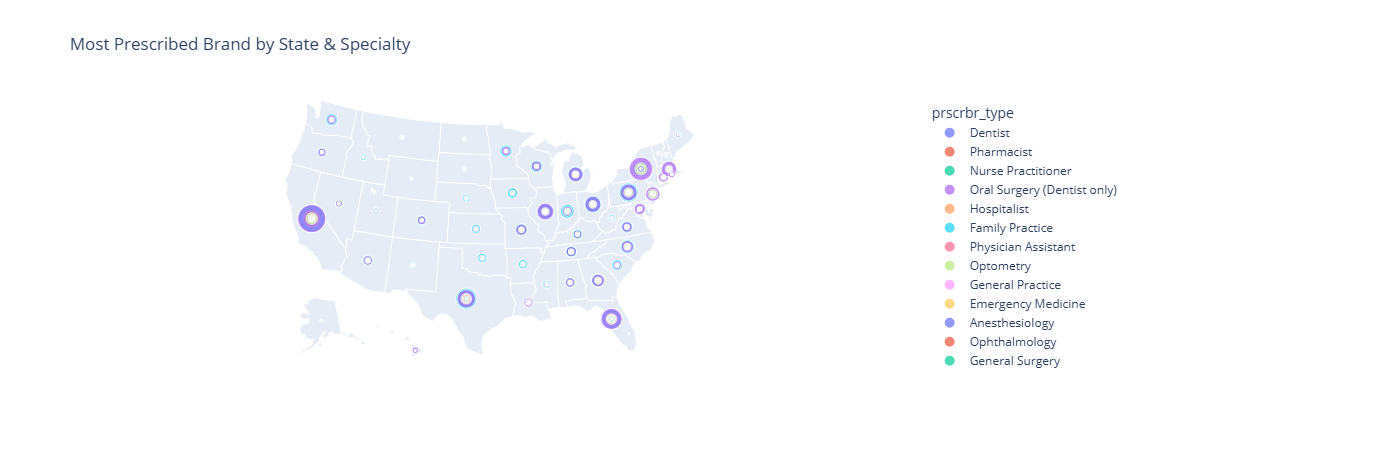 Most Prescribed Brand by State & Specialty
prscrbr_type
Dentist
Pharmacist
Nurse Practitioner
Oral Surgery (Dentist only)
Hospitalist
Family Practice
Physician Assistant
Optometry
General Practice
Emergency Medicine
Anesthesiology
Ophthalmology
General Surgery